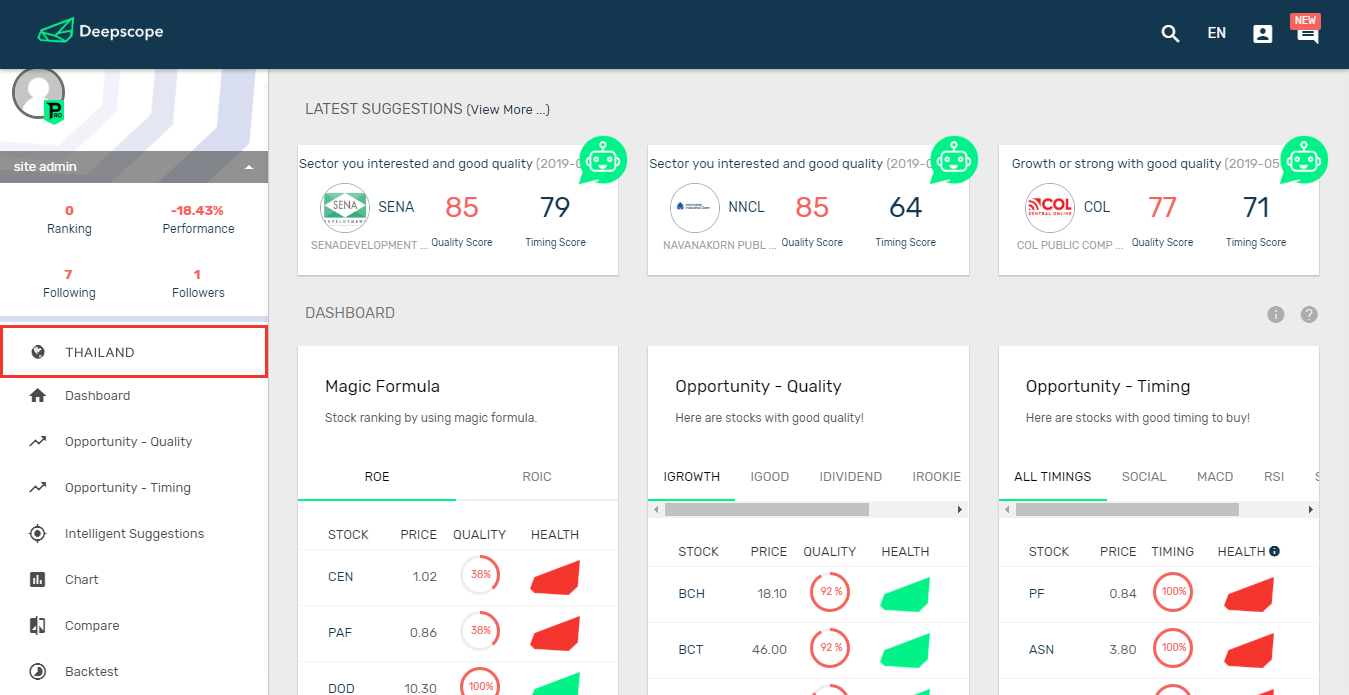 Deepscope
EN
NEW
PRO
site admin
0
Ranking
-18.43%
Performance
7
Following
1
Followers
THAILAND
Dashboard
Opportunity - Quality
Opportunity - Timing
Intelligent Suggestions
Chart
Compare
Backtest
LATEST SUGGESTIONS (View More ...)
Sector you interested and good quality (2019-0
SENA
DEVELOPMENT
SENA
85
79
SENADEVELOPMENT ...
Quality Score
Timing Score
Sector you interested and good quality (2019-0
NNCL
85
64
NAVANAKORN PUBL ...
Quality Score
Timing Score
Growth or strong with good quality (2019-05
COL
CENTRAL ONLINE
COL
77
71
COL PUBLIC COMP ...
Quality Score
Timing Score
DASHBOARD
Magic Formula
Stock ranking by using magic formula.
ROE ROIC
STOCK PRICE QUALITY HEALTH
CEN 1.02 38%
PAF 0.86 38%
DOD 10.30 100%
Opportunity - Quality
Here are stocks with good quality!
IGROWTH IGOOD IDIVIDEND IROOKIE
STOCK PRICE QUALITY HEALTH
BCH 18.10 92 %
BCT 46.00 92 %
Opportunity - Timing
Here are stocks with good timing to buy!
ALL TIMINGS SOCIAL MACD RSI
STOCK PRICE TIMING HEALTH
PF 0.84 100%
ASN 3.80 100%